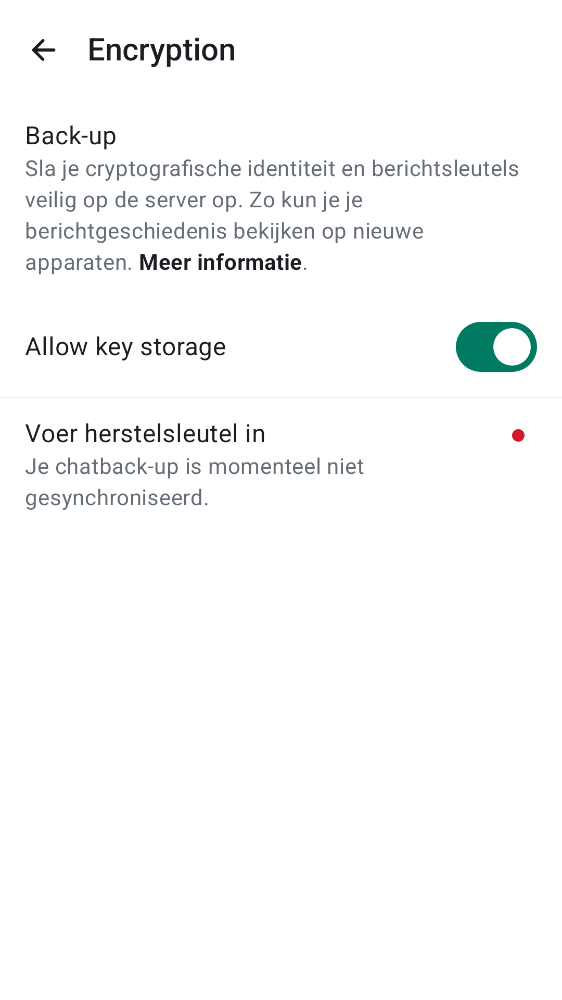 Encryption
Back-up
Sla je cryptografische identiteit en berichtsleutels
veilig op de server op. Zo kun je je
berichtgeschiedenis bekijken op nieuwe
apparaten. Meer informatie.
Allow key storage
Voer herstelsleutel in
Je chatback-up is momenteel niet
gesynchroniseerd.